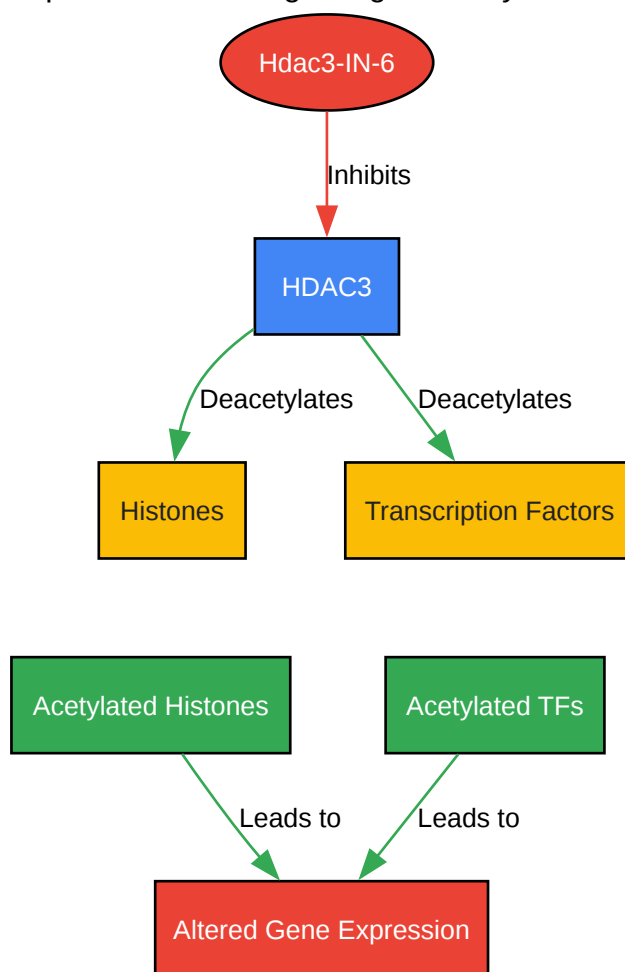 Hdac3-IN-6
Inhibits
HDAC3
Deacetylates Deacetylates
Histones Transcription Factors
Acetylated Histones Acetylated TFs
Leads to Leads to
Altered Gene Expression